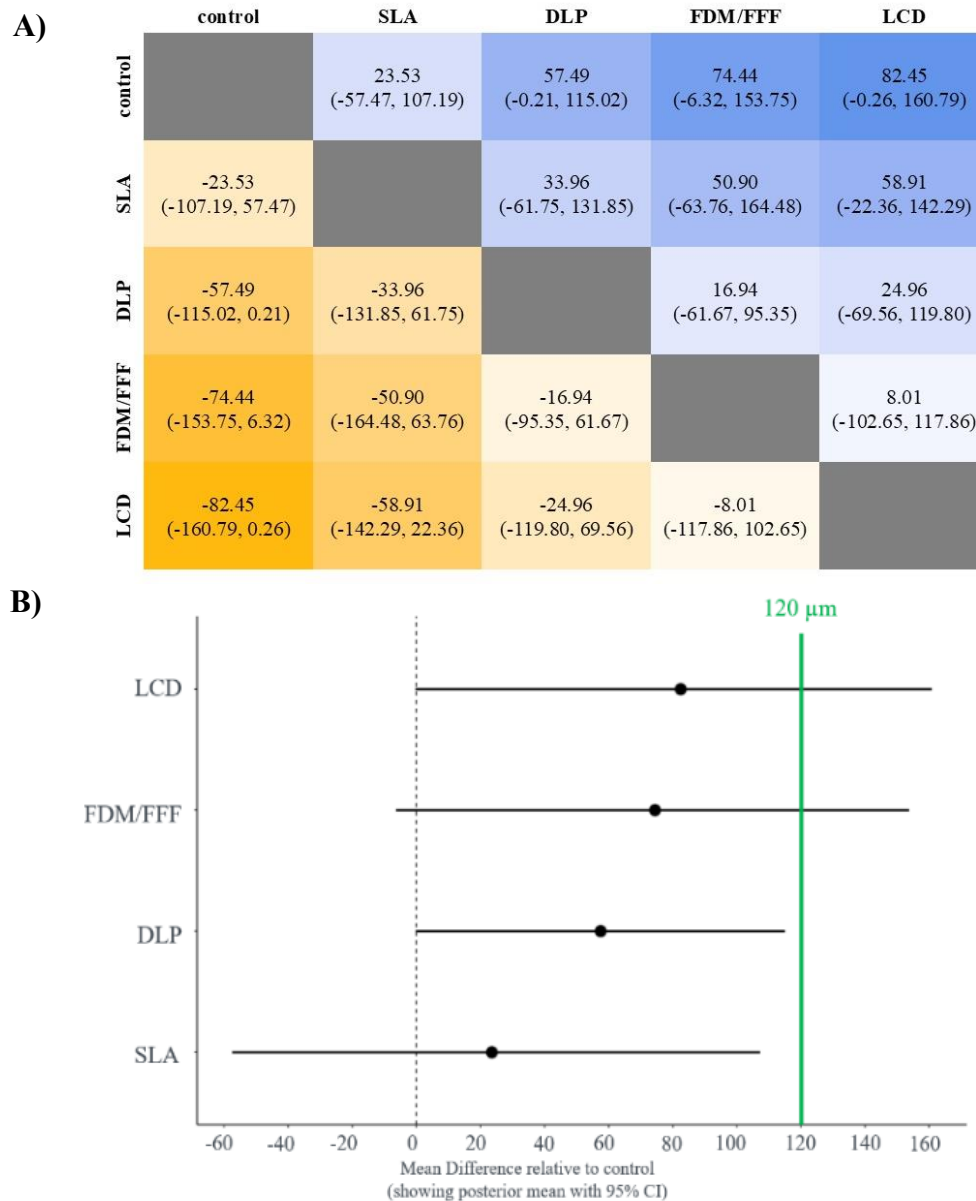 A)
control SLA DLP FDM/FFF LCD
control
23.53 57.49 74.44 82.45
(-57.47, 107.19) (-0.21, 115.02) (-6.32, 153.75) (-0.26, 160.79)
SLA
-23.53 33.96 50.90 58.91
(-107.19, 57.47) (-61.75, 131.85) (-63.76, 164.48) (-22.36, 142.29)
DLP
-57.49 -33.96 16.94 24.96
(-115.02, 0.21) (-131.85, 61.75) (-61.67, 95.35) (-69.56, 119.80)
FDM/FFF
-74.44 -50.90 -16.94 8.01
(-153.75, 6.32) (-164.48, 63.76) (-95.35, 61.67) (-102.65, 117.86)
LCD
-82.45 -58.91 -24.96 -8.01
(-160.79, 0.26) (-142.29, 22.36) (-119.80, 69.56) (-117.86, 102.65)
B)
120 µm
LCD
FDM/FFF
DLP
SLA
-60 -40 -20 0 20 40 60 80 100 120 140 160
Mean Difference relative to control
(showing posterior mean with 95% CI)